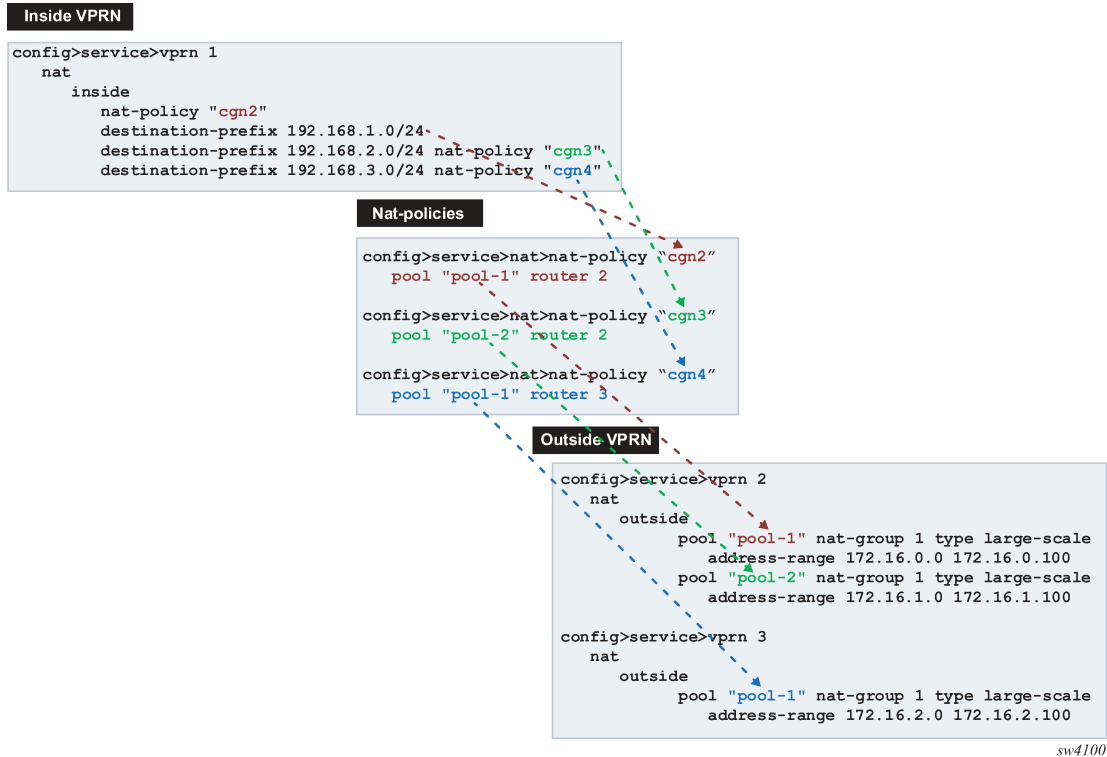 Inside VPRN
config>service>vprn 1
nat
inside
nat-policy "cgn2"
destination-prefix 192.168.1.0/24
destination-prefix 192.168.2.0/24 nat-policy "cgn3"
destination-prefix 192.168.3.0/24 nat-policy "cgn4"
Nat-policies
config>service>nat>nat-policy “cgn2”
pool "pool-1" router 2
config>service>nat>nat-policy “cgn3”
pool "pool-2" router 2
config>service>nat>nat-policy “cgn4”
pool "pool-1" router 3
Outside VPRN
config>service>vprn 2
nat
outside
pool "pool-1" nat-group 1 type large-scale
address-range 172.16.0.0 172.16.0.100
pool "pool-2" nat-group 1 type large-scale
address-range 172.16.1.0 172.16.1.100
config>service>vprn 3
nat
outside
pool "pool-1" nat-group 1 type large-scale
address-range 172.16.2.0 172.16.2.100
sw4100